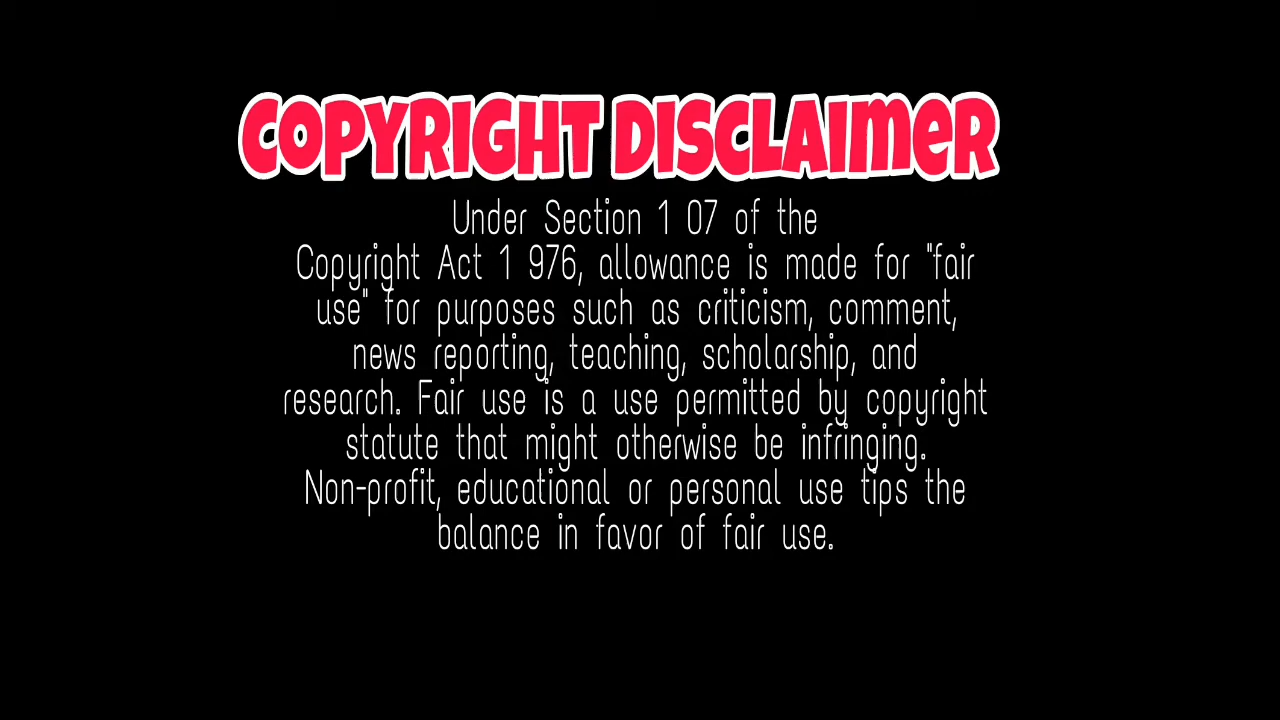 COPYRIGHT DISCLAIMER
Under Section 1 07 of the
Copyright Act 1 976, allowance is made for "fair
use" for purposes such as criticism, comment,
news reporting, teaching, scholarship, and
research. Fair use is a use permitted by copyright
statute that might otherwise be infringing.
Non-profit, educational or personal use tips the
balance in favor of fair use.